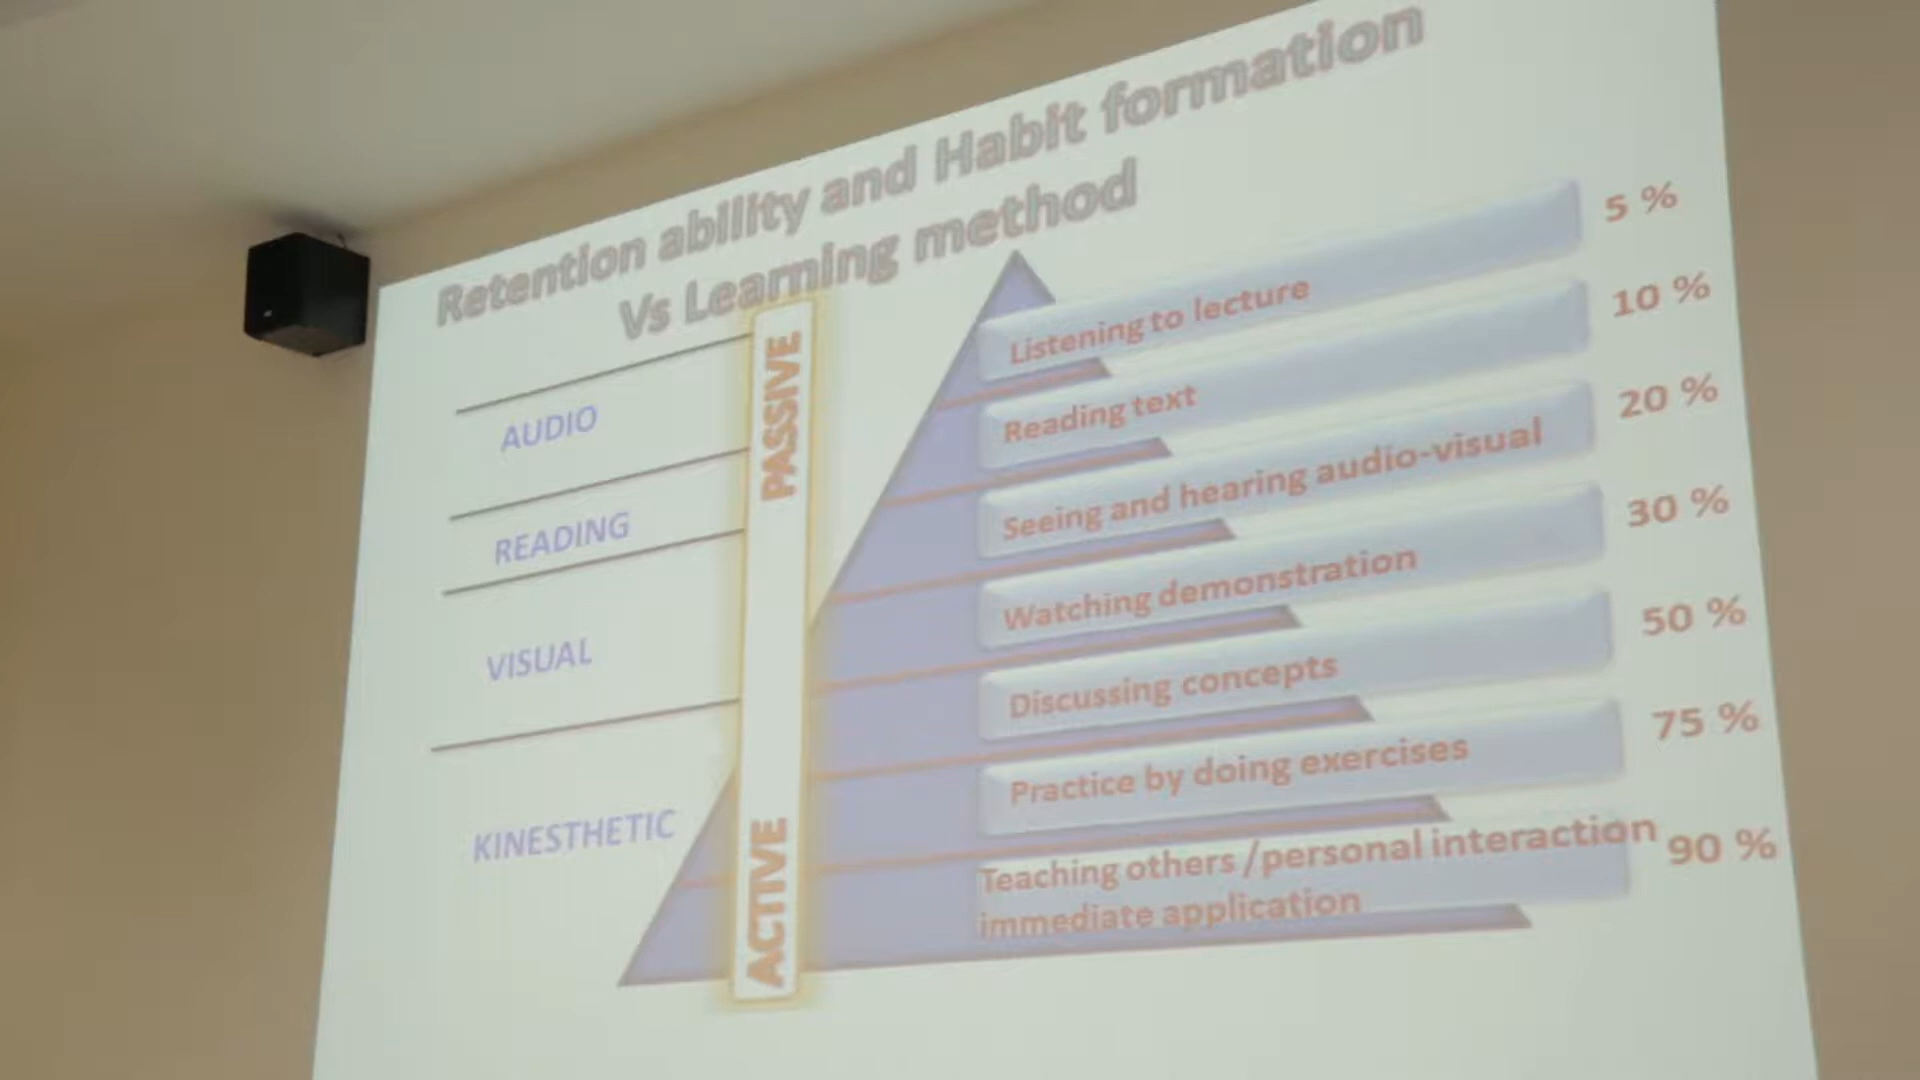 Retention ability and Habit formation
Vs Learning method
PASSIVE
ACTIVE
AUDIO
READING
VISUAL
KINESTHETIC
Listening to lecture 5 %
Reading text 10 %
Seeing and hearing audio-visual 20 %
Watching demonstration 30 %
Discussing concepts 50 %
Practice by doing exercises 75 %
Teaching others /personal interaction 90 %
immediate application